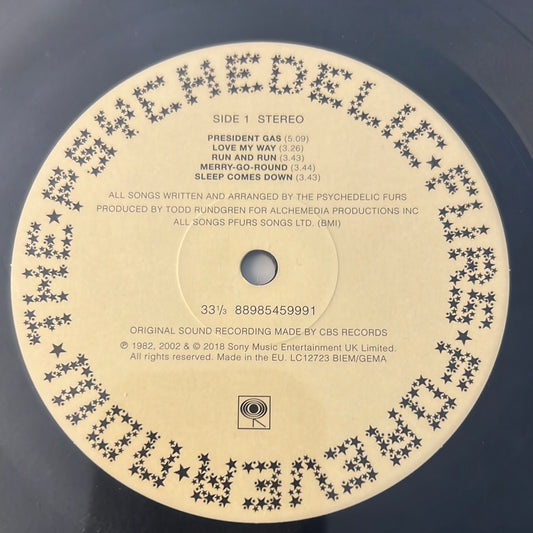 THE PSYCHEDELIC FURS
FOREVER NOW
SIDE 1 STEREO
PRESIDENT GAS (5.09)
LOVE MY WAY (3.26)
RUN AND RUN (3.43)
MERRY-GO-ROUND (3.44)
SLEEP COMES DOWN (3.43)
ALL SONGS WRITTEN AND ARRANGED BY THE PSYCHEDELIC FURS
PRODUCED BY TODD RUNDGREN FOR ALCHEMEDIA PRODUCTIONS INC
ALL SONGS PFURS SONGS LTD. (BMI)
33⅓ 88985459991
ORIGINAL SOUND RECORDING MADE BY CBS RECORDS
℗ 1982, 2002 & © 2018 Sony Music Entertainment UK Limited.
All rights reserved. Made in the EU. LC12723 BIEM/GEMA